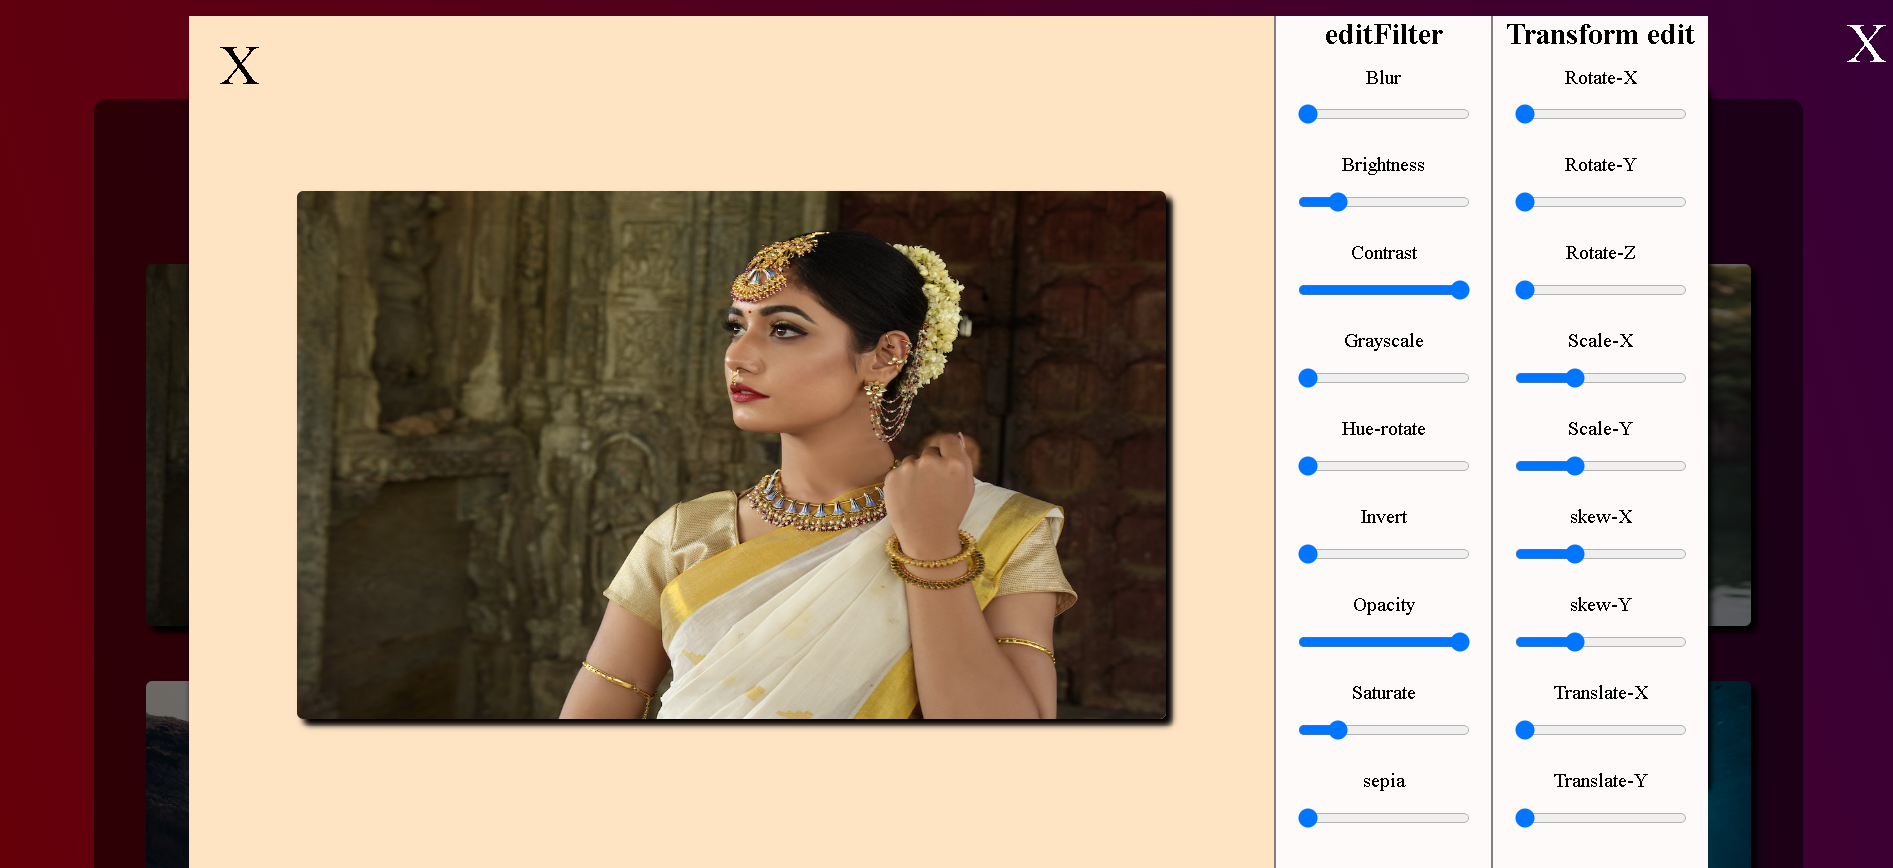 X
X
editFilter
Blur
Brightness
Contrast
Grayscale
Hue-rotate
Invert
Opacity
Saturate
sepia
Transform edit
Rotate-X
Rotate-Y
Rotate-Z
Scale-X
Scale-Y
skew-X
skew-Y
Translate-X
Translate-Y